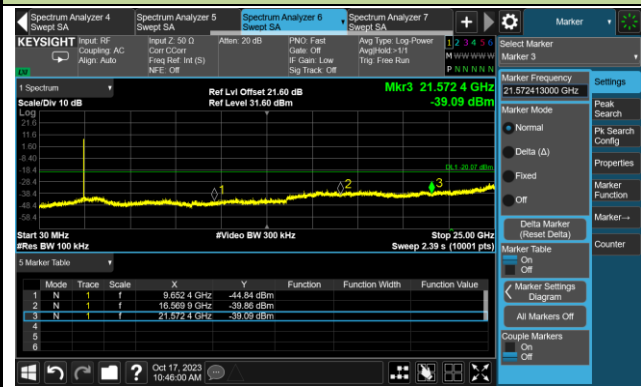 Spectrum Analyzer 4
Swept SA
Spectrum Analyzer 5
Swept SA
Spectrum Analyzer 6
Swept SA
Spectrum Analyzer 7
Swept SA
Marker
KEYSIGHT
Input: RF
Coupling: AC
Align: Auto
Input Z: 50 Ω
Corr CCorr
Freq Ref: Int (S)
NFE: Off
Atten: 20 dB
PNO: Fast
Gate: Off
IF Gain: Low
Sig Track: Off
Avg Type: Log-Power
Avg|Hold:>1/1
Trig: Free Run
1 2 3 4 5 6
M W W W W W
P N N N N N
Select Marker
Marker 3
1 Spectrum
Scale/Div 10 dB
Log
Ref Lvl Offset 21.60 dB
Ref Level 31.60 dBm
Mkr3 21.572 4 GHz
-39.09 dBm
21.6
11.6
1.60
-8.40
-18.4
-28.4
-38.4
-48.4
-58.4
DL1 -20.07 dBm
1
2
3
Start 30 MHz
#Res BW 100 kHz
#Video BW 300 kHz
Stop 25.00 GHz
Sweep 2.39 s (10001 pts)
5 Marker Table
Mode Trace Scale X Y Function Function Width Function Value
1 N 1 f 9.652 4 GHz -44.84 dBm
2 N 1 f 16.569 9 GHz -39.86 dBm
3 N 1 f 21.572 4 GHz -39.09 dBm
4
5
6
Marker Frequency
21.572413000 GHz
Marker Mode
Normal
Delta (Δ)
Fixed
Off
Delta Marker
(Reset Delta)
Marker Table
On
Off
Marker Settings
Diagram
All Markers Off
Couple Markers
On
Off
Settings
Peak
Search
Pk Search
Config
Properties
Marker
Function
Marker→
Counter
?
Oct 17, 2023
10:46:00 AM